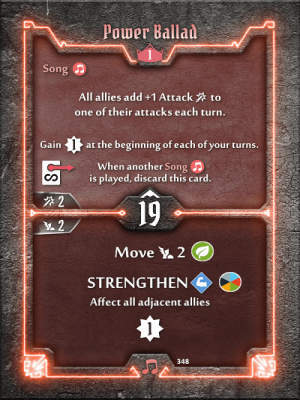 Power Ballad
1
Song
All allies add +1 Attack to
one of their attacks each turn.
Gain 1 at the beginning of each of your turns.
When another Song
is played, discard this card.
2
19
2
Move 2
STRENGTHEN
Affect all adjacent allies
1
348